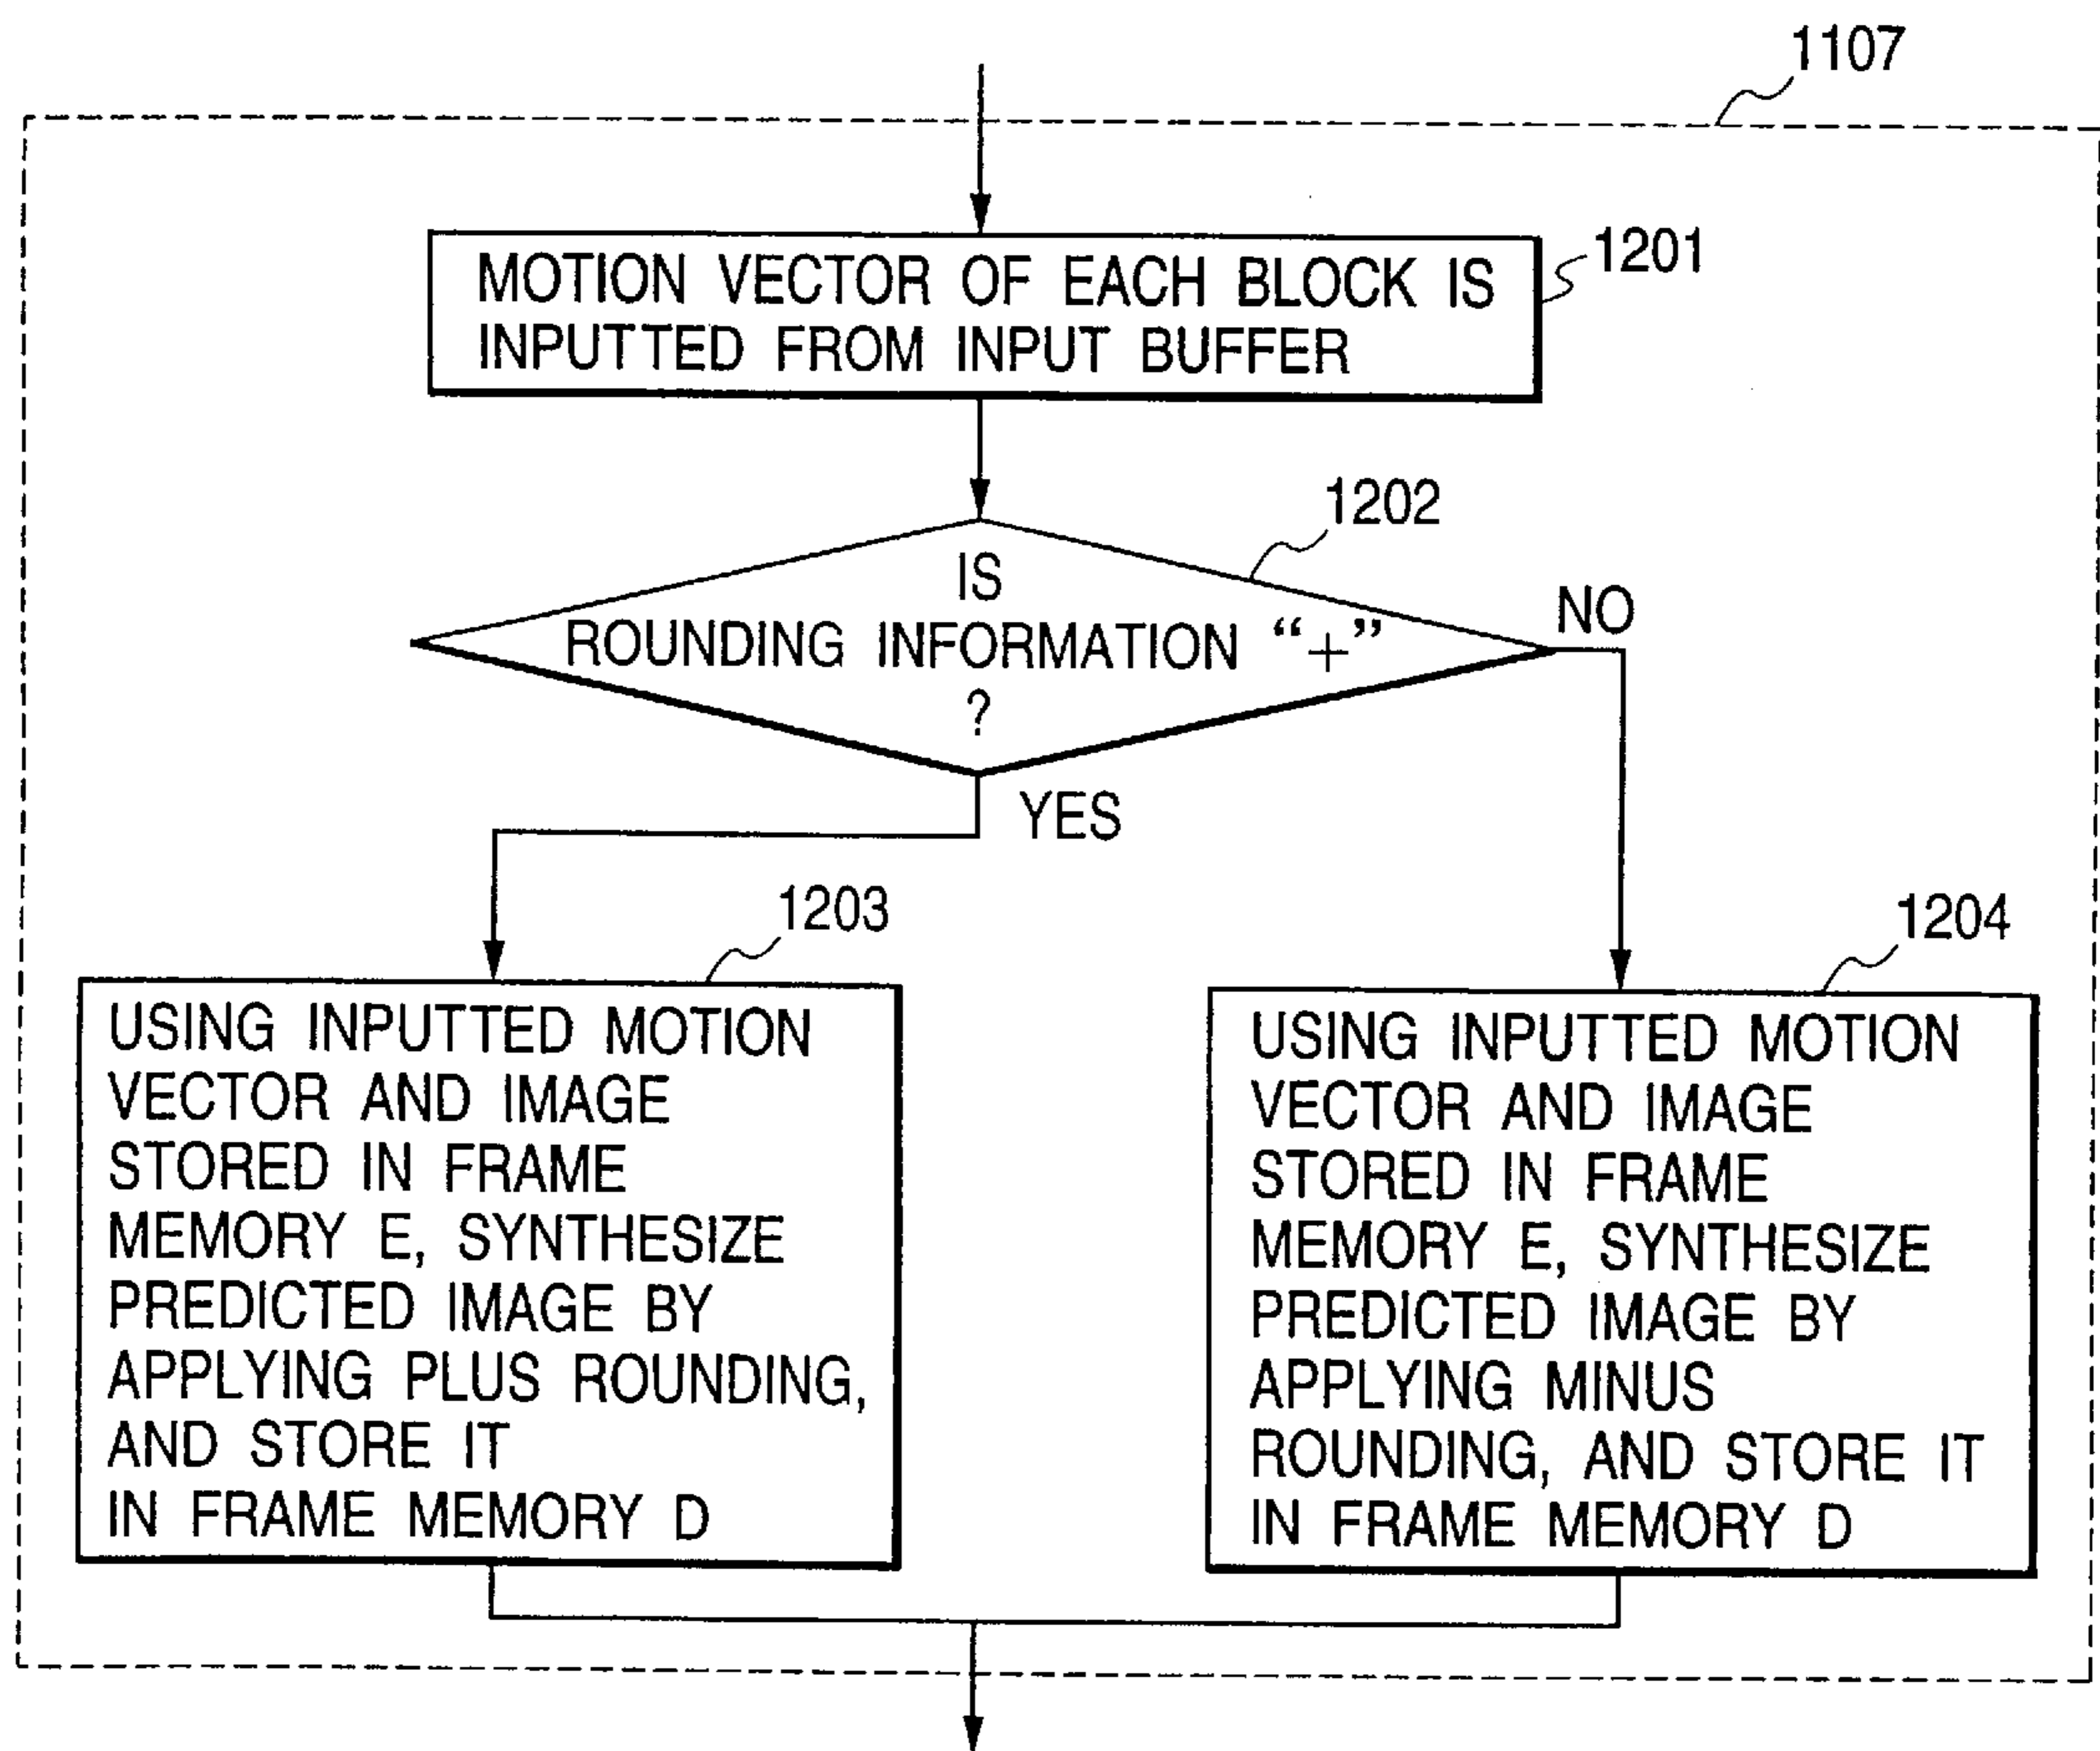 1107
MOTION VECTOR OF EACH BLOCK IS
INPUTTED FROM INPUT BUFFER
1201
1202
IS
ROUNDING INFORMATION “+”
?
NO
YES
1203
USING INPUTTED MOTION
VECTOR AND IMAGE
STORED IN FRAME
MEMORY E, SYNTHESIZE
PREDICTED IMAGE BY
APPLYING PLUS ROUNDING,
AND STORE IT
IN FRAME MEMORY D
1204
USING INPUTTED MOTION
VECTOR AND IMAGE
STORED IN FRAME
MEMORY E, SYNTHESIZE
PREDICTED IMAGE BY
APPLYING MINUS
ROUNDING, AND STORE IT
IN FRAME MEMORY D